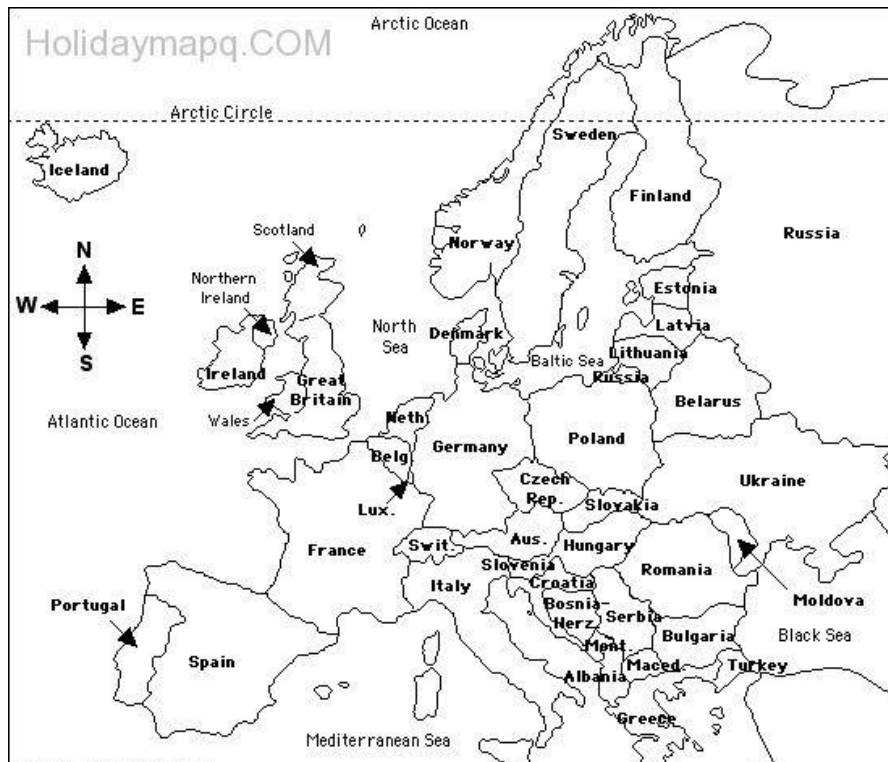 Arctic Ocean
HolidaymapQ.COM
Arctic Circle
Sweden
Iceland
Finland
Scotland
Norway
Russia
N
Northern
Ireland
W
E
Estonia
S
North
Sea
Denmark
Latvia
Baltic Sea
Lithuania
Russia
Ireland
Great
Britain
Belarus
Atlantic Ocean
Wales
Neth
Germany
Poland
Belg
Czech
Rep.
Ukraine
Slovakia
Lux.
France
Swit.
Aus.
Hungary
Slovenia
Romania
Italy
Croatia
Moldova
Portugal
Bosnia-
Herz.
Serbia
Black Sea
Bulgaria
Mont.
Spain
Maced
Turkey
Albania
Greece
Mediterranean Sea